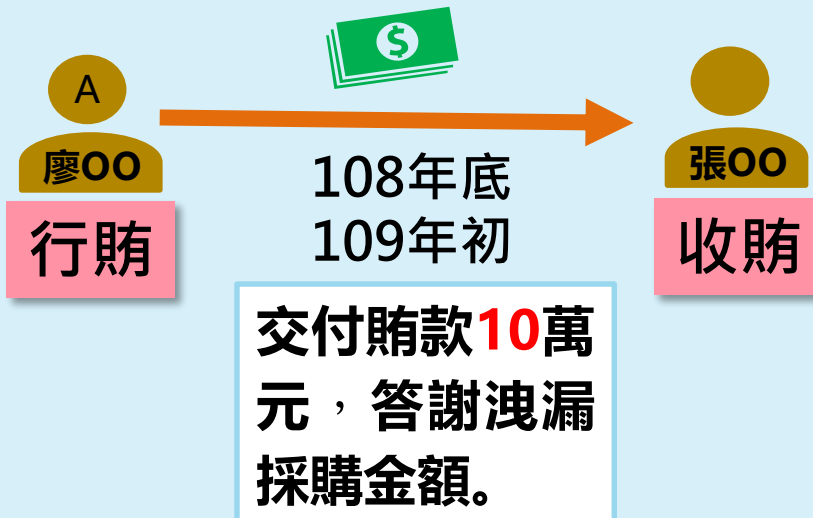 $
A
廖OO
張OO
108年底
109年初
行賄
收賄
交付賄款10萬
元，答謝洩漏
採購金額。